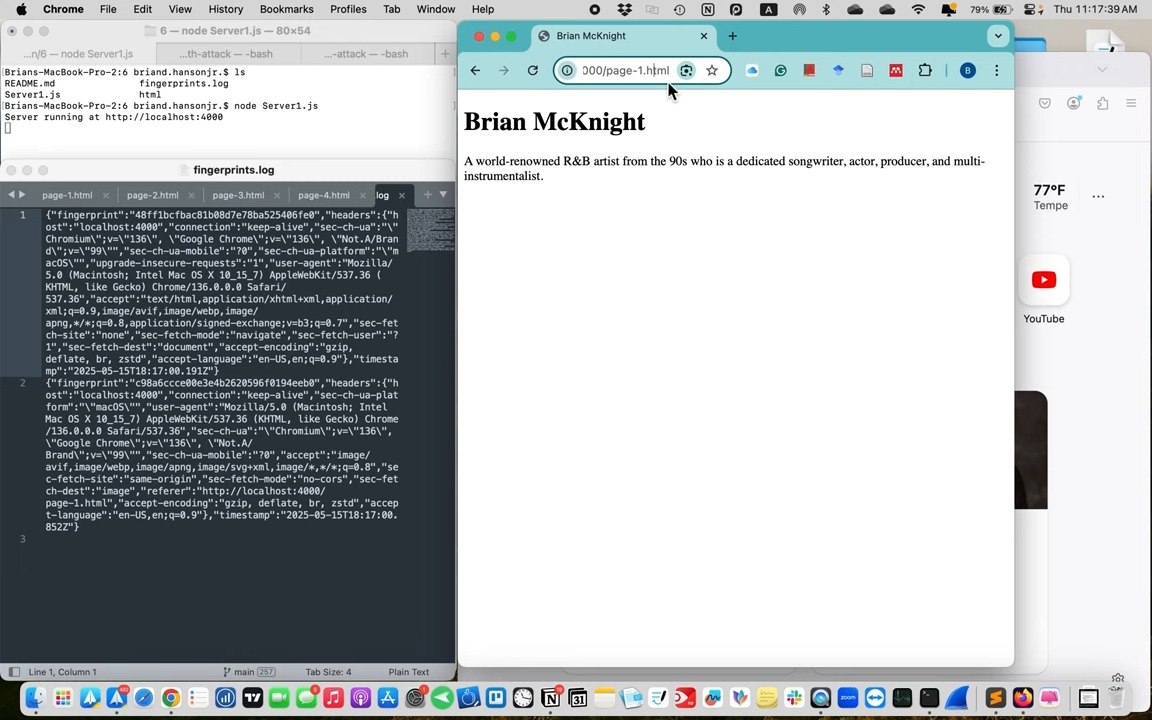 Chrome File Edit View History Bookmarks Profiles Tab Window Help 79% Thu 11:17:39 AM
6 — node Server1.js — 80×54
...n/6 — node Server1.js ...th-attack — -bash ...-attack — -bash
[Brians-MacBook-Pro-2:6 briand.hansonjr.$ ls
README.md fingerprints.log
Server1.js html
[Brians-MacBook-Pro-2:6 briand.hansonjr.$ node Server1.js
Server running at http://localhost:4000
fingerprints.log
page-1.html page-2.html page-3.html page-4.html log
1 {"fingerprint":"48ff1bcfbac81b08d7e78ba525406fe0","headers":{"h
ost":"localhost:4000","connection":"keep-alive","sec-ch-ua":"\"
Chromium\";v=\"136\", \"Google Chrome\";v=\"136\", \"Not.A/Bran
d\";v=\"99\"","sec-ch-ua-mobile":"?0","sec-ch-ua-platform":"\"m
acOS\"","upgrade-insecure-requests":"1","user-agent":"Mozilla/
5.0 (Macintosh; Intel Mac OS X 10_15_7) AppleWebKit/537.36 (
KHTML, like Gecko) Chrome/136.0.0.0 Safari/
537.36","accept":"text/html,application/xhtml+xml,application/
xml;q=0.9,image/avif,image/webp,image/
apng,*/*;q=0.8,application/signed-exchange;v=b3;q=0.7","sec-fet
ch-site":"none","sec-fetch-mode":"navigate","sec-fetch-user":"?
1","sec-fetch-dest":"document","accept-encoding":"gzip,
deflate, br, zstd","accept-language":"en-US,en;q=0.9"},"timesta
mp":"2025-05-15T18:17:00.191Z"}
2 {"fingerprint":"c98a6ccce00e3e4b2620596f0194eeb0","headers":{"h
ost":"localhost:4000","connection":"keep-alive","sec-ch-ua-plat
form":"\"macOS\"","user-agent":"Mozilla/5.0 (Macintosh; Intel
Mac OS X 10_15_7) AppleWebKit/537.36 (KHTML, like Gecko) Chrome
/136.0.0.0 Safari/537.36","sec-ch-ua":"\"Chromium\";v=\"136\",
\"Google Chrome\";v=\"136\", \"Not.A/
Brand\";v=\"99\"","sec-ch-ua-mobile":"?0","accept":"image/
avif,image/webp,image/apng,image/svg+xml,image/*,*/*;q=0.8","se
c-fetch-site":"same-origin","sec-fetch-mode":"no-cors","sec-fet
ch-dest":"image","referer":"http://localhost:4000/
page-1.html","accept-encoding":"gzip, deflate, br, zstd","accep
t-language":"en-US,en;q=0.9"},"timestamp":"2025-05-15T18:17:00.
852Z"}
3
Line 1, Column 1 main 257 Tab Size: 4 Plain Text
Brian McKnight
000/page-1.html
B
Brian McKnight
A world-renowned R&B artist from the 90s who is a dedicated songwriter, actor, producer, and multi-
instrumentalist.
77°F
Tempe
YouTube
zoom